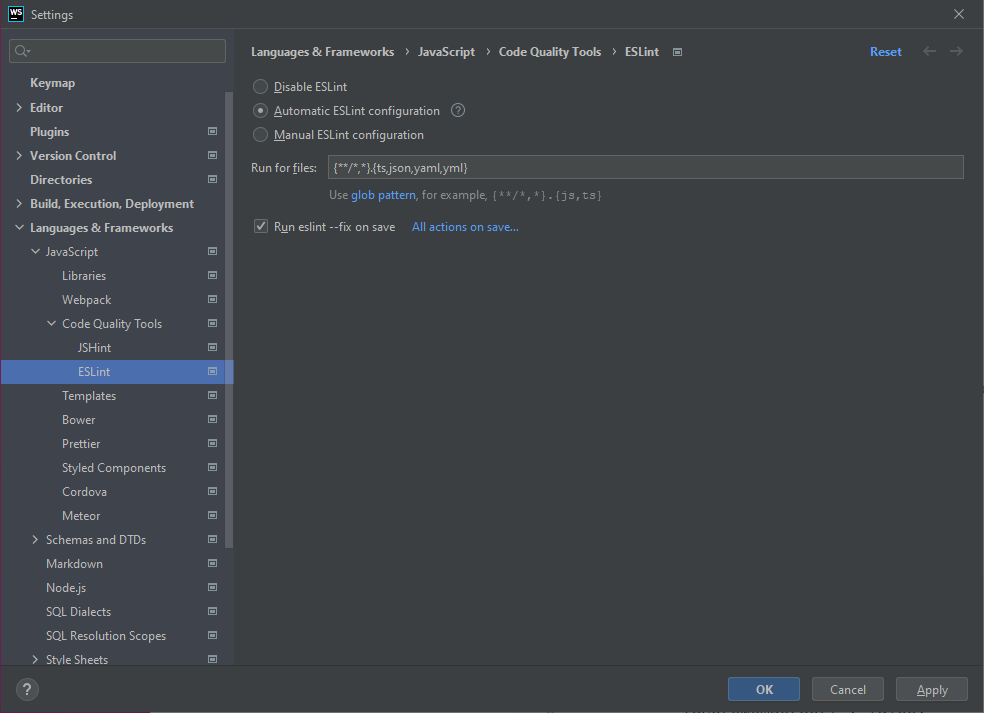 WS Settings
Languages & Frameworks › JavaScript › Code Quality Tools › ESLint
Reset
Keymap
Editor
Plugins
Version Control
Directories
Build, Execution, Deployment
Languages & Frameworks
JavaScript
Libraries
Webpack
Code Quality Tools
JSHint
ESLint
Templates
Bower
Prettier
Styled Components
Cordova
Meteor
Schemas and DTDs
Markdown
Node.js
SQL Dialects
SQL Resolution Scopes
Style Sheets
Disable ESLint
Automatic ESLint configuration ?
Manual ESLint configuration
Run for files: {**/*,*}.{ts,json,yaml,yml}
Use glob pattern, for example, {**/*,*}.{js,ts}
Run eslint --fix on save All actions on save...
?
OK Cancel Apply